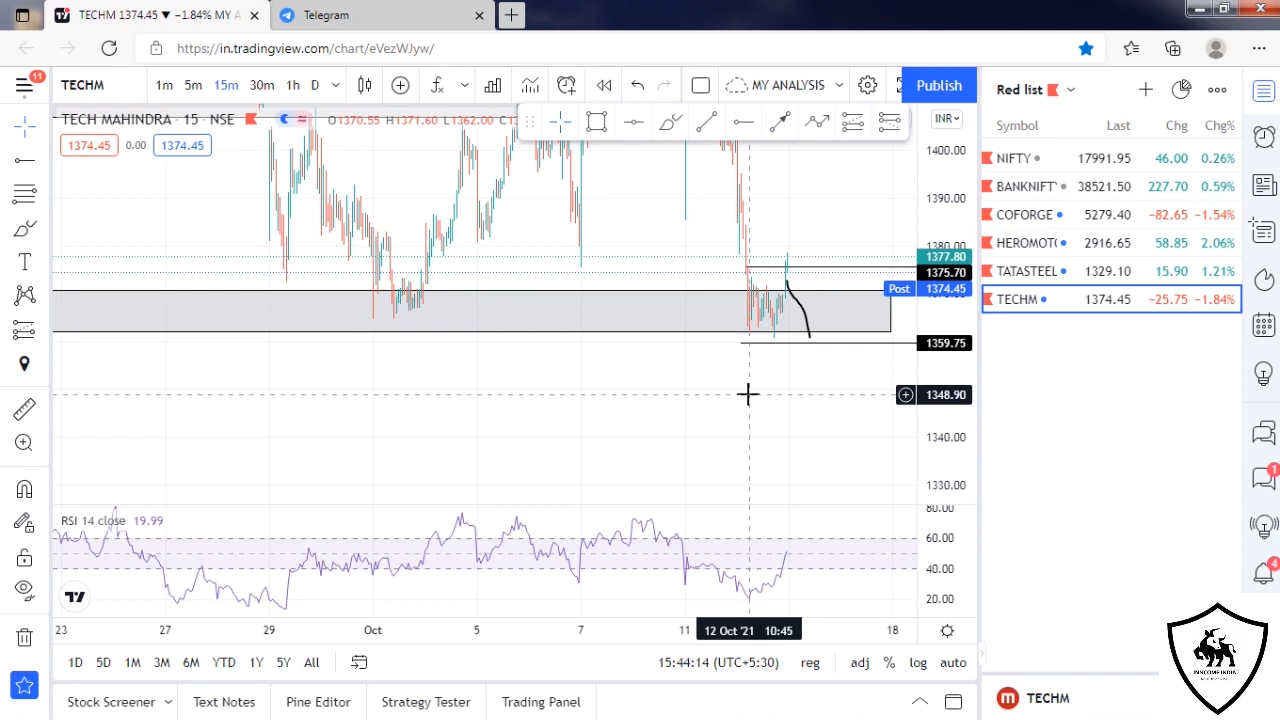 TECHM 1374.45 ▼ −1.84% MY A
Telegram
https://in.tradingview.com/chart/eVezWJyw/
11
TECHM
1m 5m 15m 30m 1h D
MY ANALYSIS
Publish
TECH MAHINDRA · 15 · NSE
O1370.55 H1371.60 L1362.00 C1
INR
1374.45 0.00 1374.45
1400.00
1390.00
1380.00
1377.80
1375.70
Post 1374.45
1359.75
1348.90
1340.00
1330.00
RSI 14 close 19.99
80.00
60.00
40.00
20.00
23 27 29 Oct 5 7 11 12 Oct '21 10:45 18
1D 5D 1M 3M 6M YTD 1Y 5Y All
15:44:14 (UTC+5:30) reg adj % log auto
Stock Screener Text Notes Pine Editor Strategy Tester Trading Panel
Red list
Symbol Last Chg Chg%
NIFTY 17991.95 46.00 0.26%
BANKNIFTY 38521.50 227.70 0.59%
COFORGE 5279.40 −82.65 −1.54%
HEROMOTO 2916.65 58.85 2.06%
TATASTEEL 1329.10 15.90 1.21%
TECHM 1374.45 −25.75 −1.84%
1
4
m TECHM
INNCOME INDIA